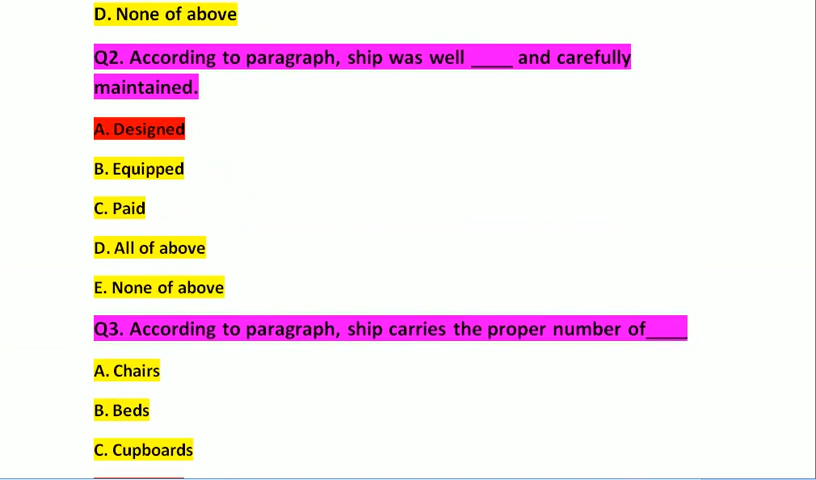 D. None of above
Q2. According to paragraph, ship was well ____ and carefully
maintained.
A. Designed
B. Equipped
C. Paid
D. All of above
E. None of above
Q3. According to paragraph, ship carries the proper number of____
A. Chairs
B. Beds
C. Cupboards